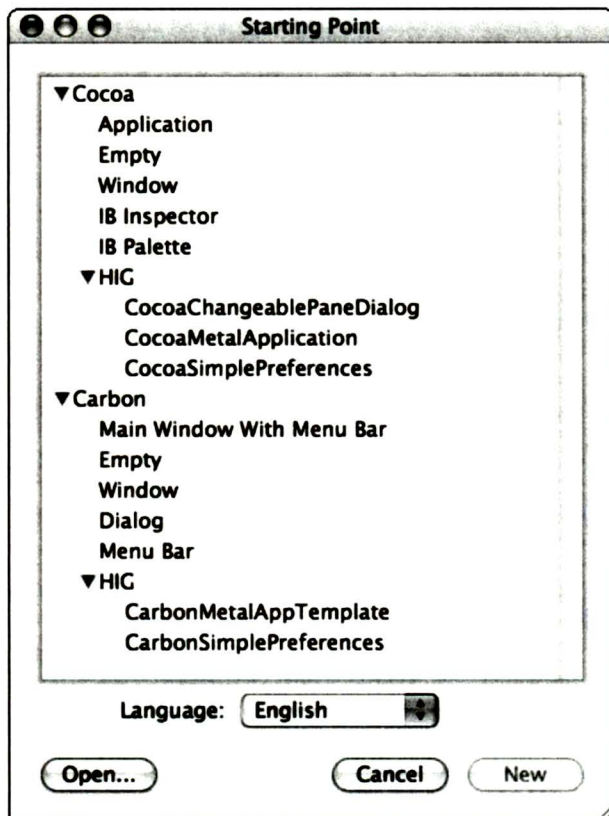 Starting Point
▼Cocoa
Application
Empty
Window
IB Inspector
IB Palette
▼HIG
CocoaChangeablePaneDialog
CocoaMetalApplication
CocoaSimplePreferences
▼Carbon
Main Window With Menu Bar
Empty
Window
Dialog
Menu Bar
▼HIG
CarbonMetalAppTemplate
CarbonSimplePreferences
Language: English
Open... Cancel New